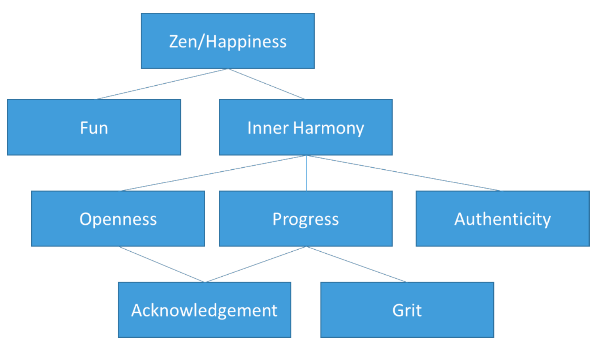 Zen/Happiness
Fun
Inner Harmony
Openness
Progress
Authenticity
Acknowledgement
Grit